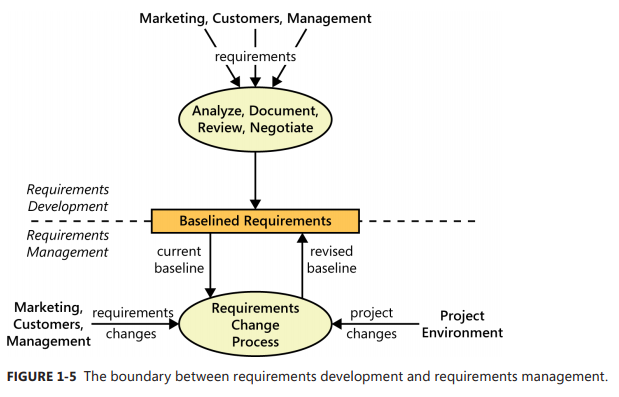 Marketing, Customers, Management
requirements
Analyze, Document,
Review, Negotiate
Requirements
Development
Baselined Requirements
Requirements
Management
current
baseline
revised
baseline
Marketing,
Customers,
Management
requirements
changes
Requirements
Change
Process
project
changes
Project
Environment
FIGURE 1-5 The boundary between requirements development and requirements management.